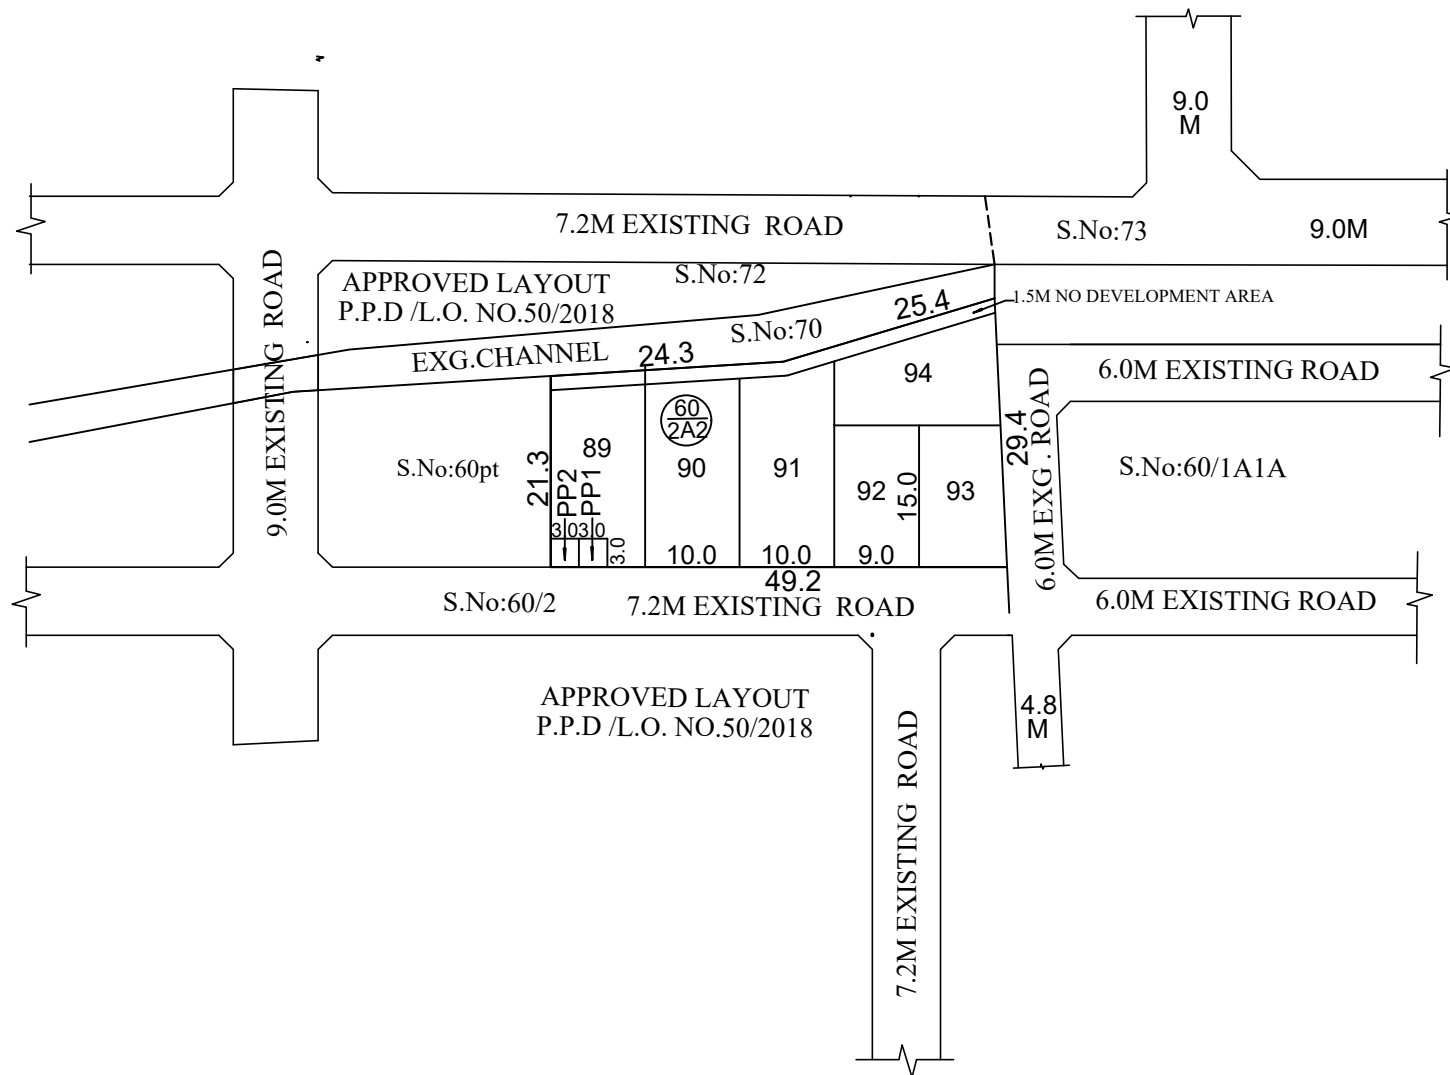 9.0
M
7.2M EXISTING ROAD
S.No:73
9.0M
9.0M EXISTING ROAD
APPROVED LAYOUT
P.P.D /L.O. NO.50/2018
S.No:72
25.4
1.5M NO DEVELOPMENT AREA
S.No:70
EXG.CHANNEL
24.3
94
6.0M EXISTING ROAD
60
2A2
29.4
6.0M EXG . ROAD
S.No:60pt
21.3
89
90
91
92
15.0
93
S.No:60/1A1A
PP2
PP1
3.0
3.0
3.0
10.0
10.0
9.0
49.2
S.No:60/2
7.2M EXISTING ROAD
6.0M EXISTING ROAD
APPROVED LAYOUT
P.P.D /L.O. NO.50/2018
4.8
M
7.2M EXISTING ROAD